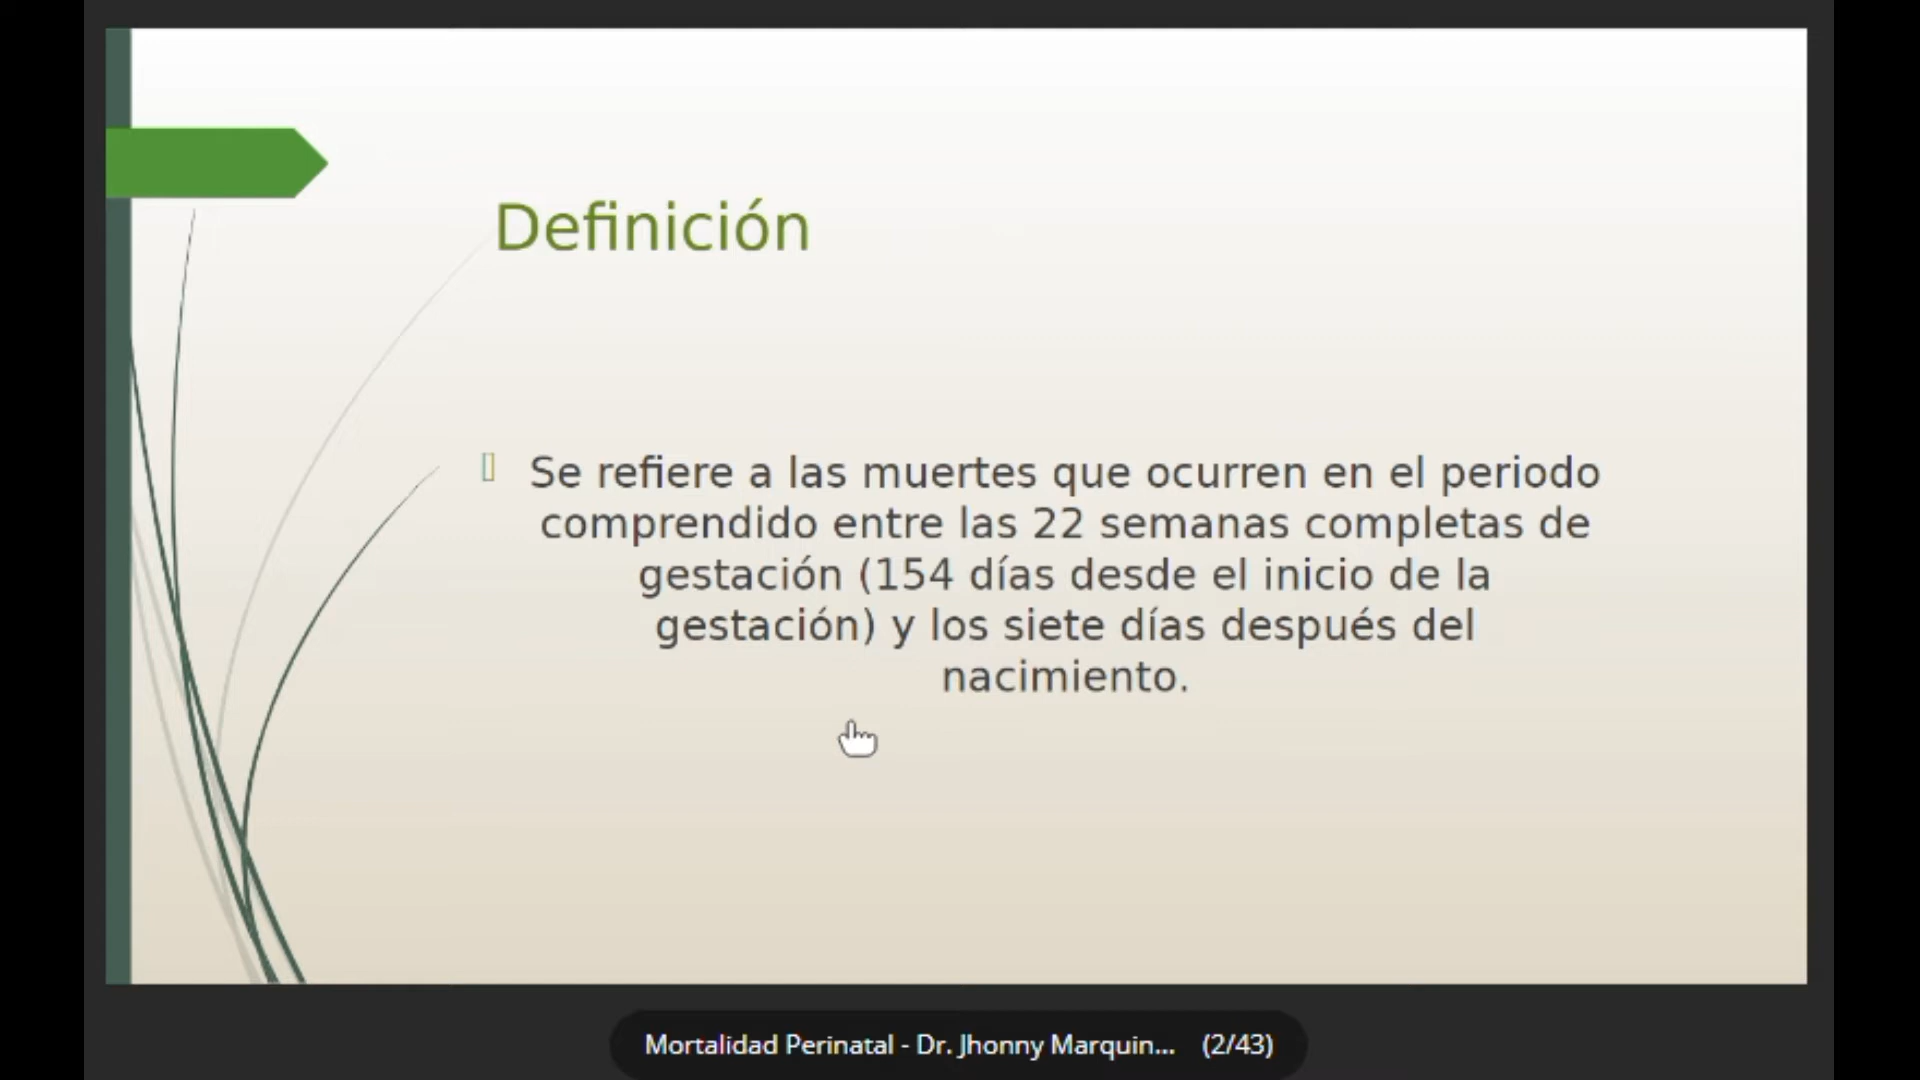 Definición
Se refiere a las muertes que ocurren en el periodo
comprendido entre las 22 semanas completas de
gestación (154 días desde el inicio de la
gestación) y los siete días después del
nacimiento.
Mortalidad Perinatal - Dr. Jhonny Marquin... (2/43)